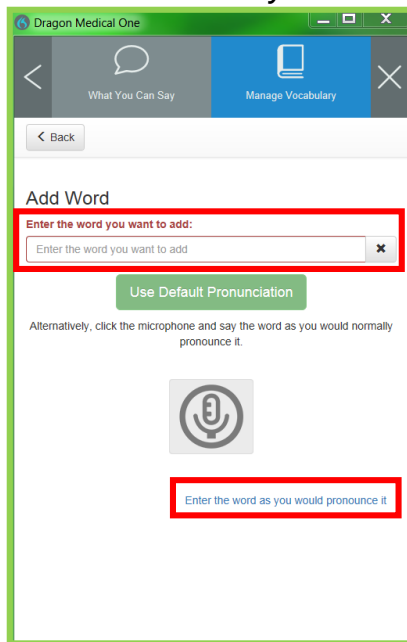 Dragon Medical One
What You Can Say
Manage Vocabulary
Back
Add Word
Enter the word you want to add:
Enter the word you want to add
Use Default Pronunciation
Alternatively, click the microphone and say the word as you would normally
pronounce it.
Enter the word as you would pronounce it